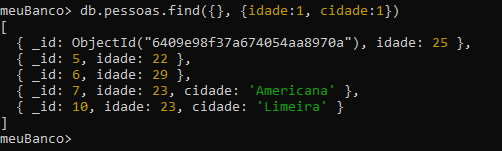 meuBanco> db.pessoas.find({}, {idade:1, cidade:1})
[
  { _id: ObjectId("6409e98f37a674054aa8970a"), idade: 25 },
  { _id: 5, idade: 22 },
  { _id: 6, idade: 29 },
  { _id: 7, idade: 23, cidade: 'Americana' },
  { _id: 10, idade: 23, cidade: 'Limeira' }
]
meuBanco>